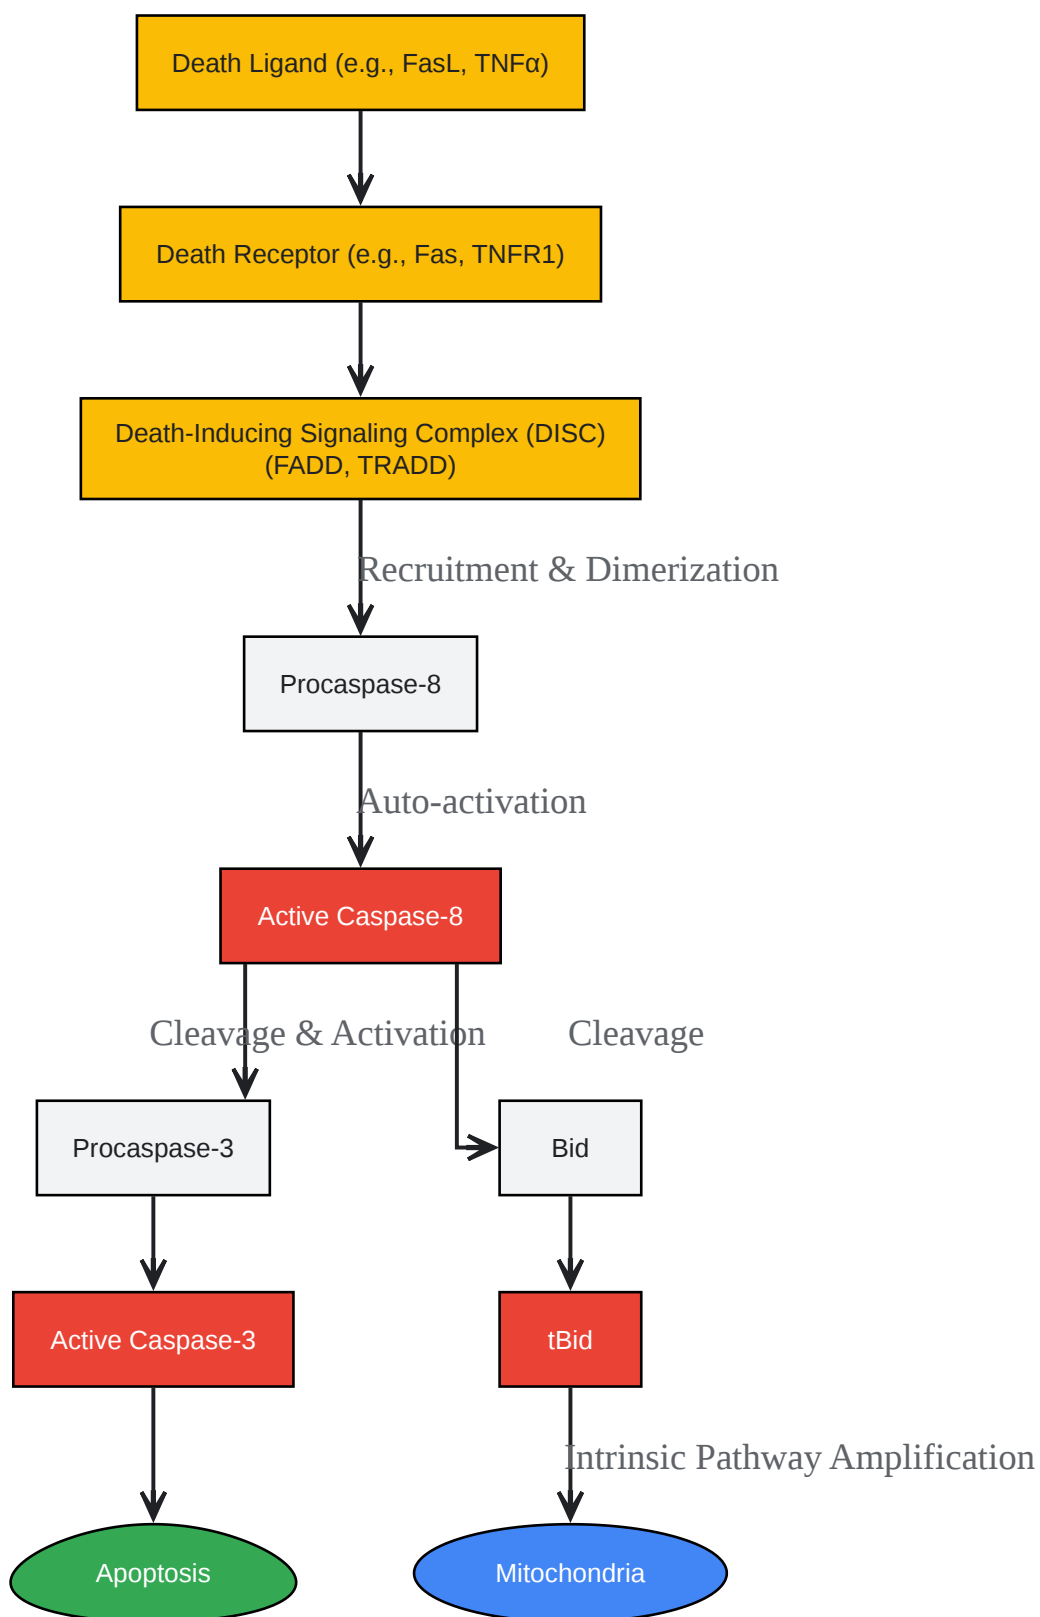 Death Ligand (e.g., FasL, TNFα)
Death Receptor (e.g., Fas, TNFR1)
Death-Inducing Signaling Complex (DISC)
(FADD, TRADD)
Recruitment & Dimerization
Procaspase-8
Auto-activation
Active Caspase-8
Cleavage & Activation
Cleavage
Procaspase-3
Bid
Active Caspase-3
tBid
Intrinsic Pathway Amplification
Apoptosis
Mitochondria